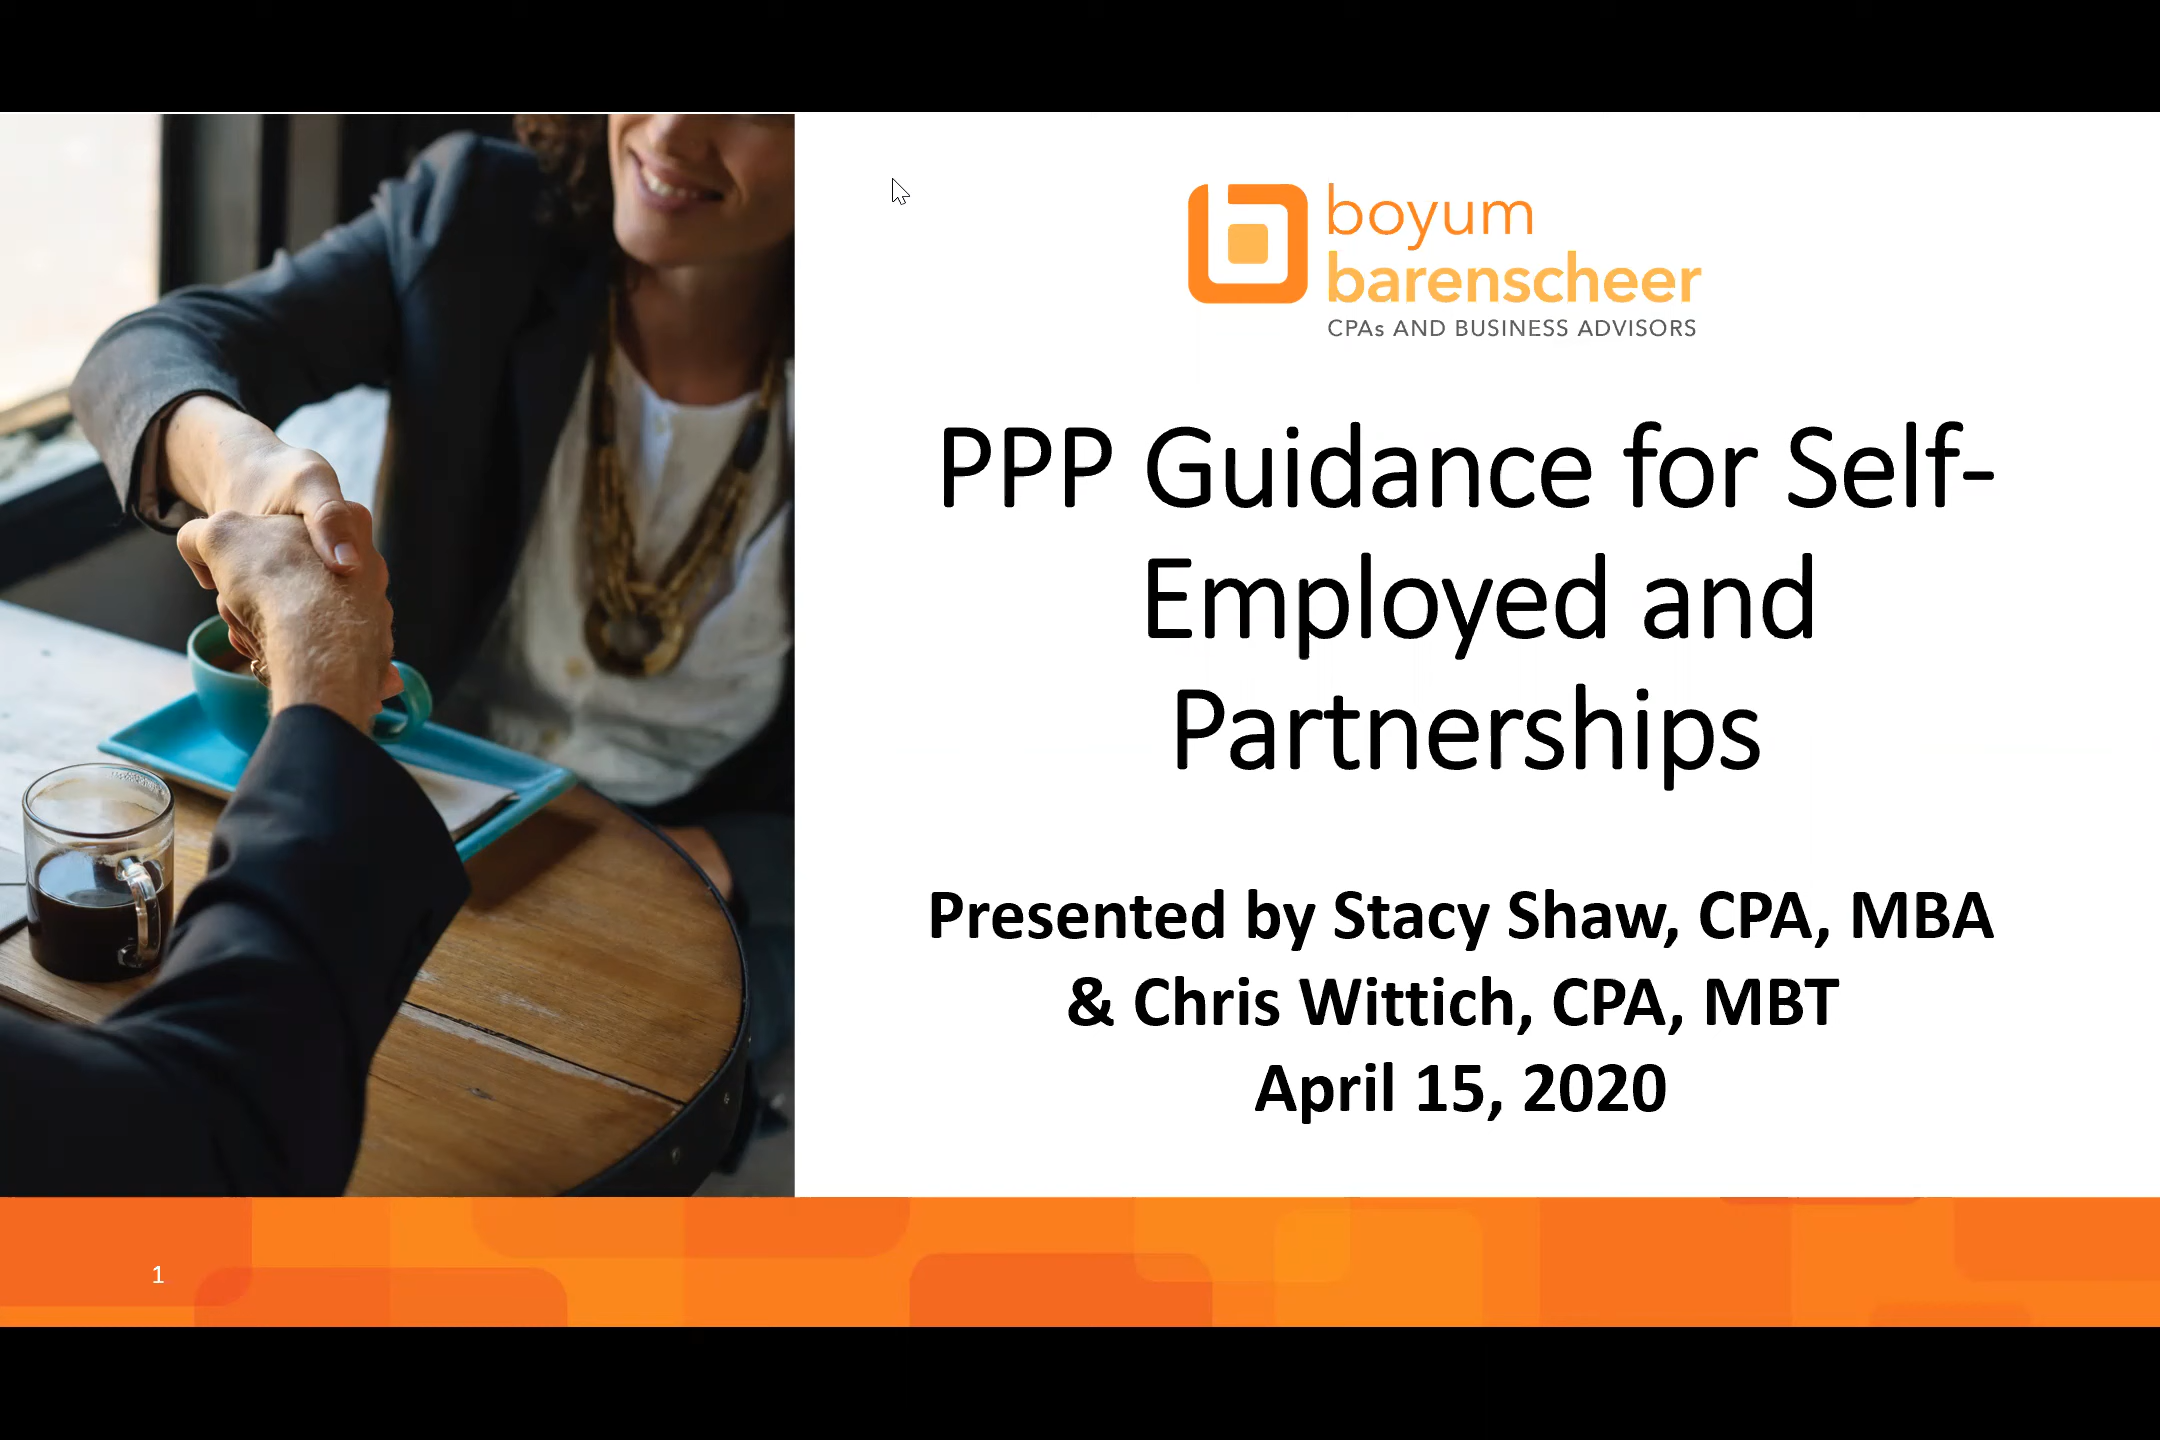 boyum
barenscheer
CPAs AND BUSINESS ADVISORS
PPP Guidance for Self-
Employed and
Partnerships
Presented by Stacy Shaw, CPA, MBA
& Chris Wittich, CPA, MBT
April 15, 2020
1